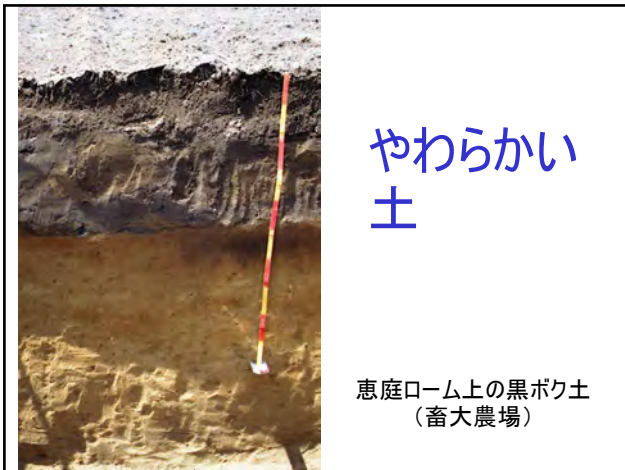 やわらかい
土
恵庭ローム上の黒ボク土
（畜大農場）